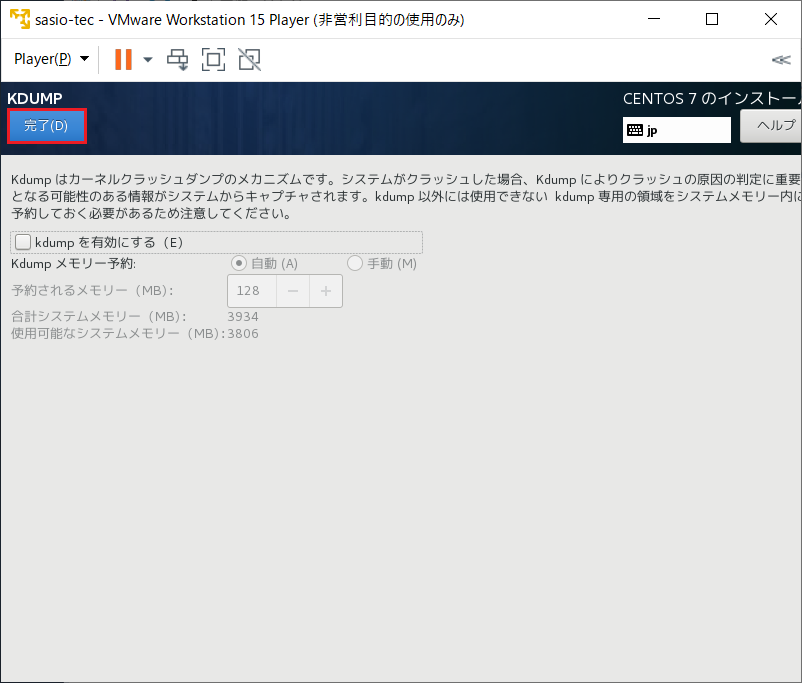 sasio-tec - VMware Workstation 15 Player (非営利目的の使用のみ)
Player(P)
KDUMP
CENTOS 7 のインストー
完了(D)
jp
ヘルプ
Kdump はカーネルクラッシュダンプのメカニズムです。システムがクラッシュした場合、Kdump によりクラッシュの原因の判定に重要
となる可能性のある情報がシステムからキャプチャされます。kdump 以外には使用できない kdump 専用の領域をシステムメモリー内に
予約しておく必要があるため注意してください。
kdump を有効にする（E）
Kdump メモリー予約: 自動 (A) 手動 (M)
予約されるメモリー（MB）: 128
合計システムメモリー（MB）: 3934
使用可能なシステムメモリー（MB）:3806